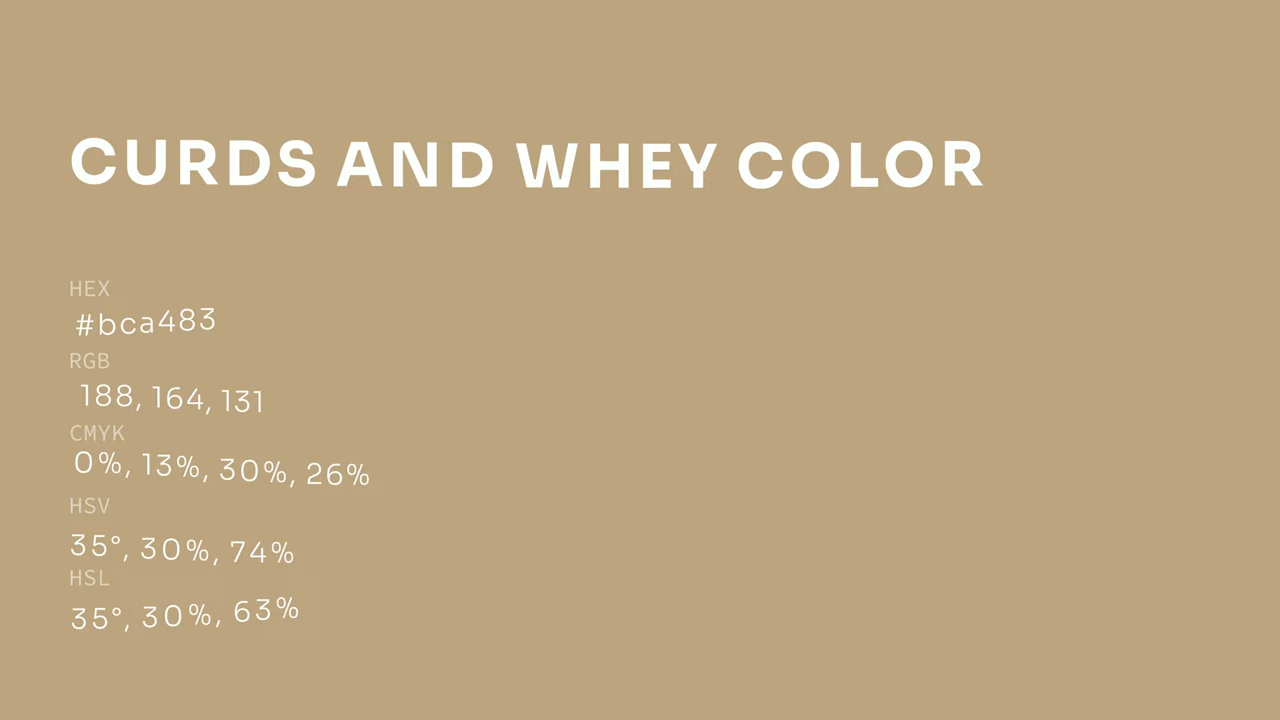 CURDS AND WHEY COLOR
HEX
#bca483
RGB
188, 164, 131
CMYK
0%, 13%, 30%, 26%
HSV
35°, 30%, 74%
HSL
35°, 30%, 63%